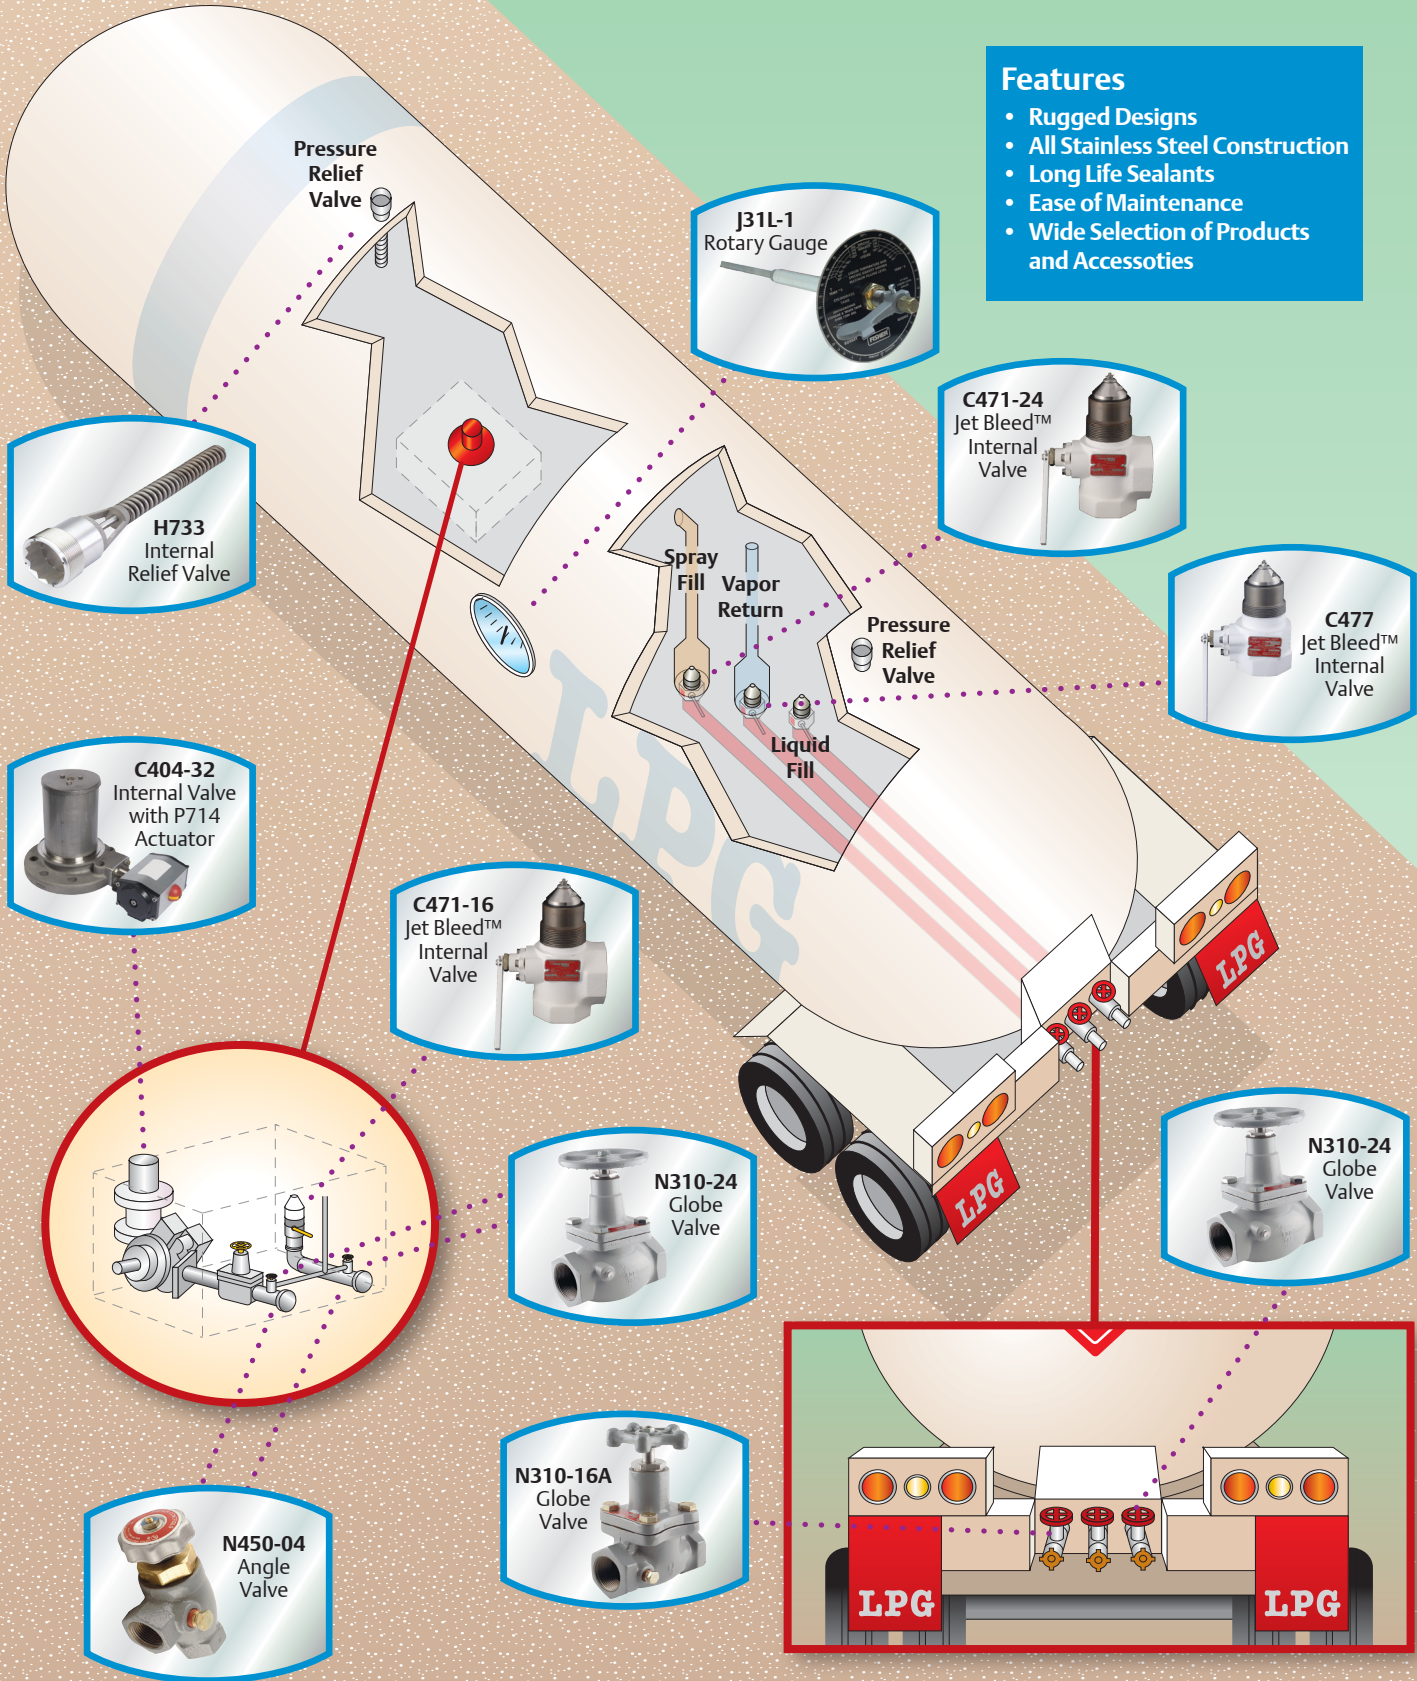 Features
• Rugged Designs
• All Stainless Steel Construction
• Long Life Sealants
• Ease of Maintenance
• Wide Selection of Products
and Accessoties
Pressure
Relief
Valve
J31L-1
Rotary Gauge
FISHER
C471-24
Jet Bleed™
Internal
Valve
H733
Internal
Relief Valve
Spray
Fill
Vapor
Return
Pressure
Relief
Valve
C477
Jet Bleed™
Internal
Valve
Liquid
Fill
LPG
C404-32
Internal Valve
with P714
Actuator
C471-16
Jet Bleed™
Internal
Valve
LPG
LPG
N310-24
Globe
Valve
N310-24
Globe
Valve
N310-16A
Globe
Valve
N450-04
Angle
Valve
LPG
LPG